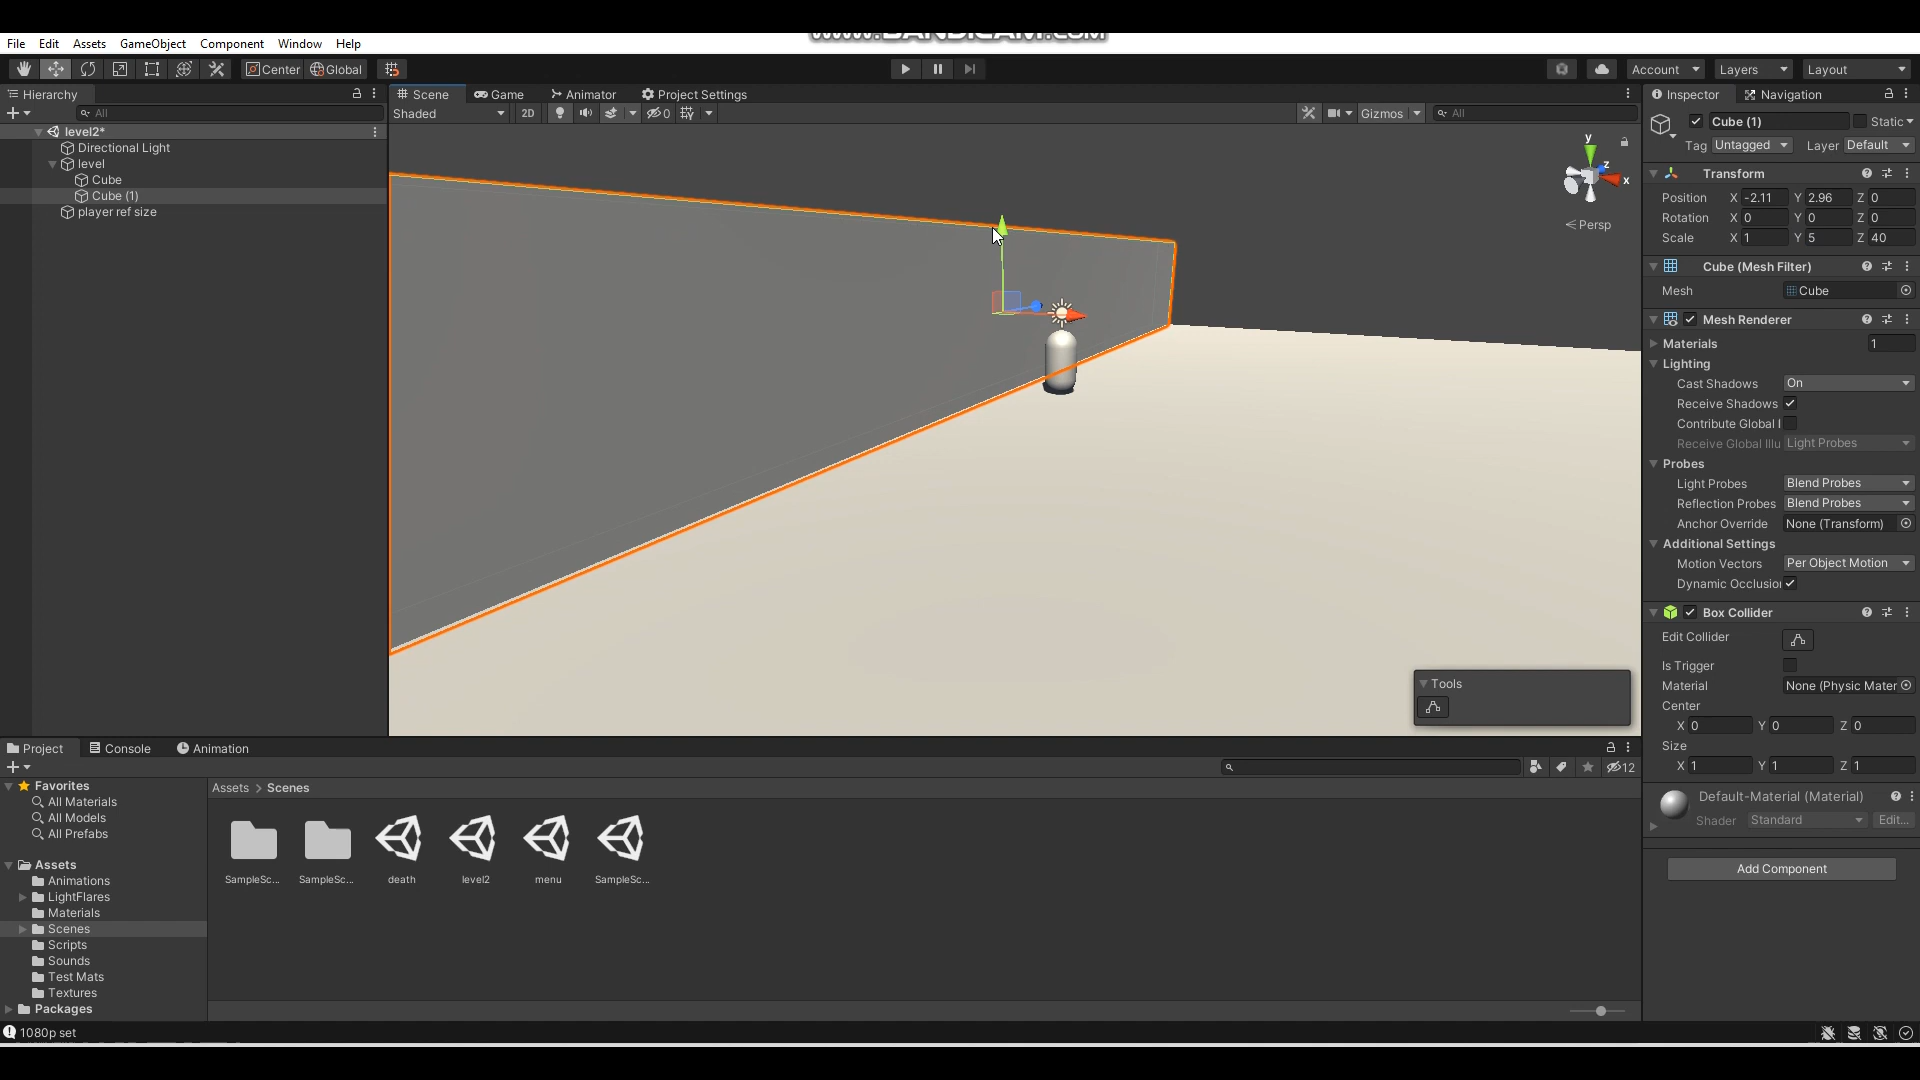 www.BANDICAM.com
File Edit Assets GameObject Component Window Help
Center Global Account Layers Layout
Hierarchy
All
level2*
Directional Light
level
Cube
Cube (1)
player ref size
Scene Game Animator Project Settings
Shaded 2D 0 Gizmos All
y
z
x
Persp
Tools
Inspector Navigation
Cube (1) Static
Tag Untagged Layer Default
Transform
Position X -2.11 Y 2.96 Z 0
Rotation X 0 Y 0 Z 0
Scale X 1 Y 5 Z 40
Cube (Mesh Filter)
Mesh Cube
Mesh Renderer
Materials 1
Lighting
Cast Shadows On
Receive Shadows
Contribute Global I
Receive Global Illu Light Probes
Probes
Light Probes Blend Probes
Reflection Probes Blend Probes
Anchor Override None (Transform)
Additional Settings
Motion Vectors Per Object Motion
Dynamic Occlusion
Box Collider
Edit Collider
Is Trigger
Material None (Physic Mater
Center
X 0 Y 0 Z 0
Size
X 1 Y 1 Z 1
Default-Material (Material)
Shader Standard Edit...
Add Component
Project Console Animation
12
Favorites
All Materials
All Models
All Prefabs
Assets
Animations
LightFlares
Materials
Scenes
Scripts
Sounds
Test Mats
Textures
Packages
Assets > Scenes
SampleSc... SampleSc... death level2 menu SampleSc...
1080p set